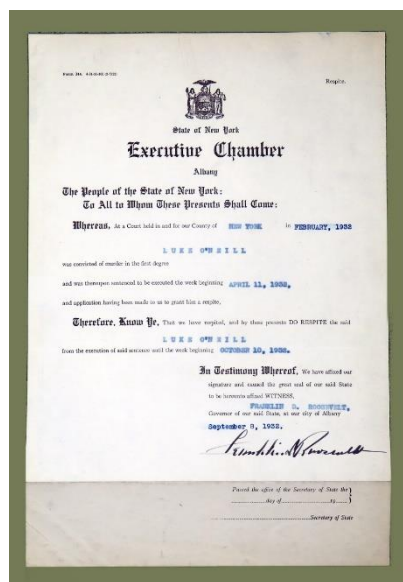 Respite.
State of New York
Executive Chamber
Albany
The People of the State of New York:
To All to Whom These Presents Shall Come:
Whereas, At a Court held in and for our County of NEW YORK in FEBRUARY, 1932
LUKE O'NEILL
was convicted of murder in the first degree
and was thereupon sentenced to be executed the week beginning APRIL 11, 1932,
and application having been made to us to grant him a respite,
Therefore, Know Ye, That we have respited, and by these presents DO RESPITE the said
LUKE O'NEILL
from the execution of said sentence until the week beginning OCTOBER 10, 1932.
In Testimony Whereof, We have affixed our
signature and caused the great seal of our said State
to be hereunto affixed WITNESS,
FRANKLIN D. ROOSEVELT,
Governor of our said State, at our city of Albany
September 8, 1932.
Franklin D Roosevelt
Passed the office of the Secretary of State the
day of 19
Secretary of State